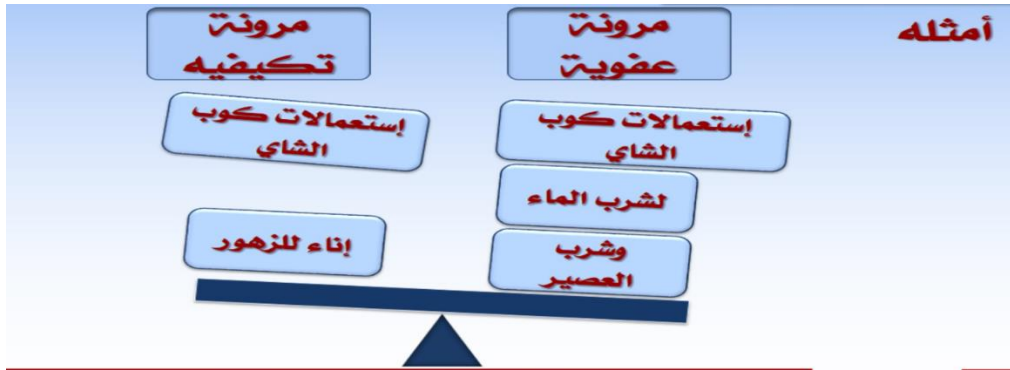 أمثله
مرونة
عفوية
إستعمالات كوب
الشاي
لشرب الماء
وشرب
العصير
مرونة
تكيفيه
إستعمالات كوب
الشاي
إناء للزهور